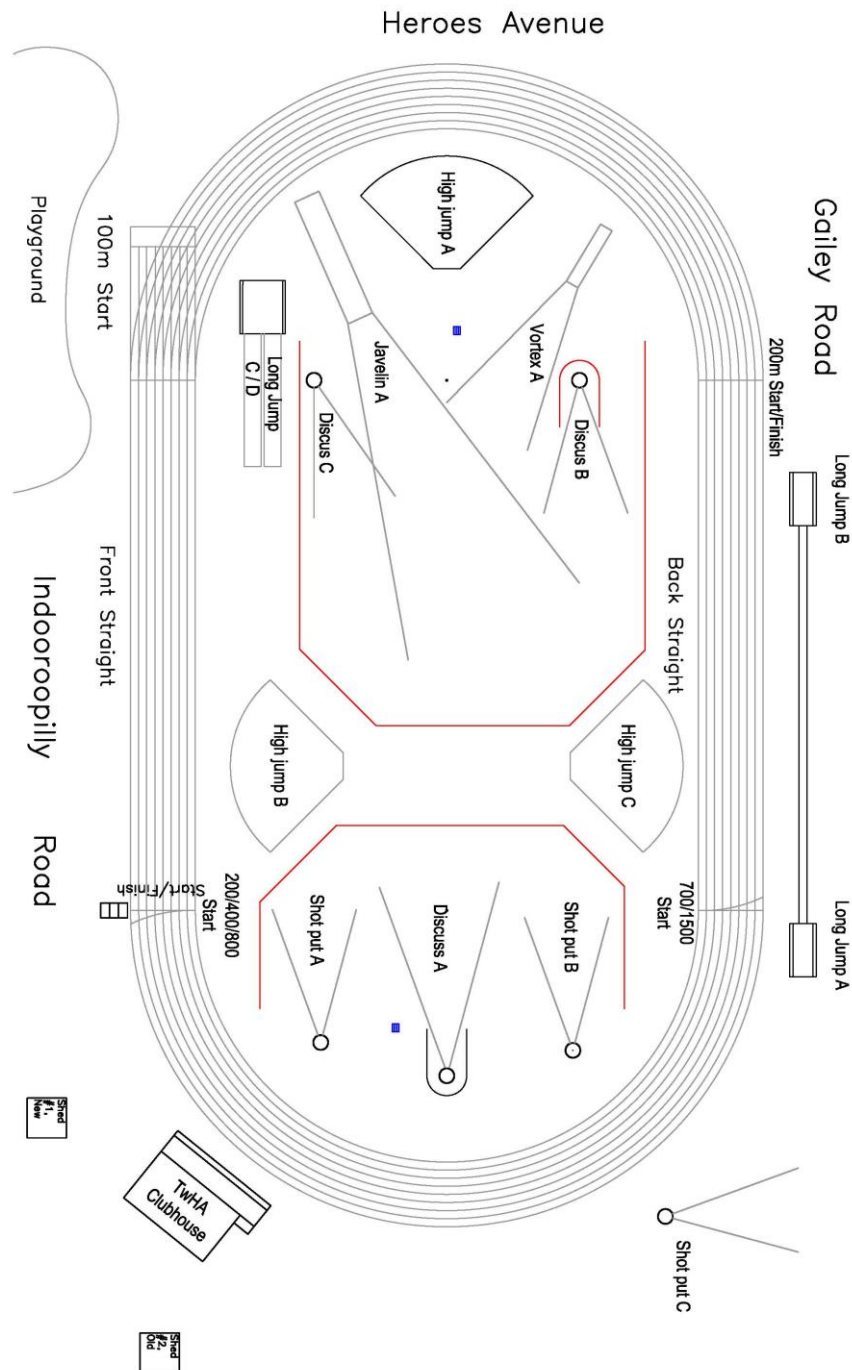 Heroes Avenue
Gailey Road
Playground
100m Start
High jump A
Vortex A
200m Start/Finish
Long Jump
C / D
Javelin A
Discus C
Discus B
Long Jump B
Front Straight
Back Straight
Indooroopilly Road
High jump B
High jump C
Start/Finish
200/400/800
Start
700/1500
Start
Shot put A
Discuss A
Shot put B
Long Jump A
Shed
#1,
New
TwHA
Clubhouse
Shot put C
Shed
#2,
Old